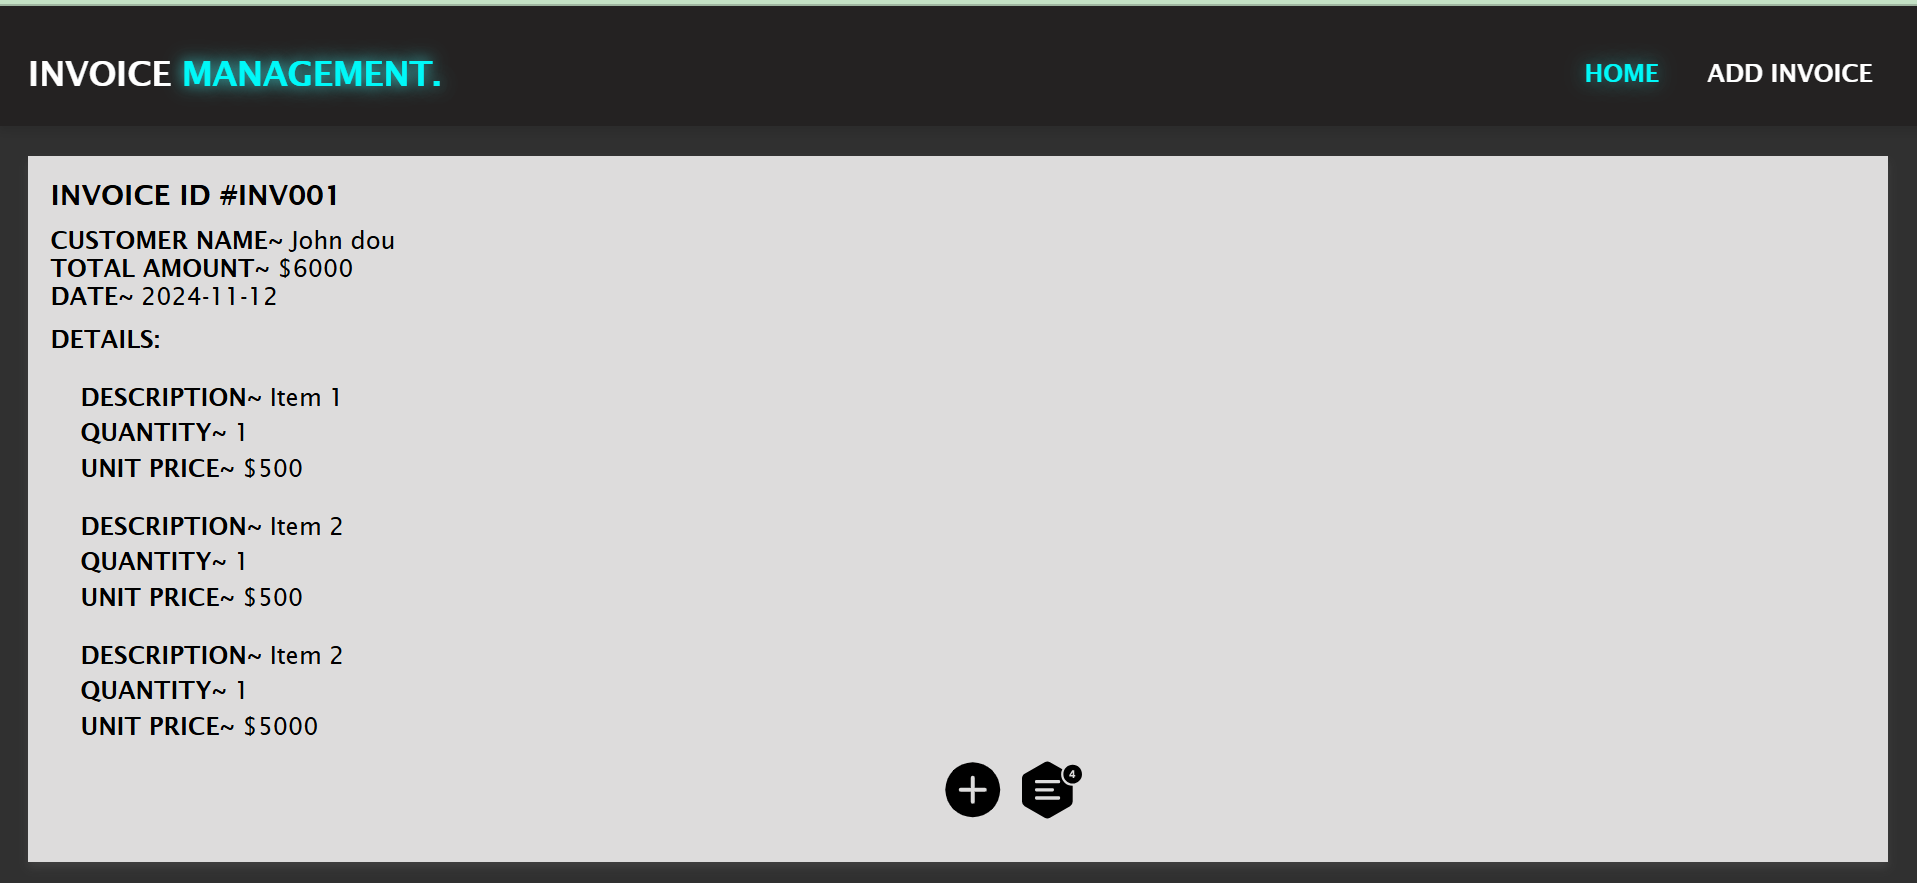 INVOICE MANAGEMENT.
HOME
ADD INVOICE
INVOICE ID #INV001
CUSTOMER NAME~ John dou
TOTAL AMOUNT~ $6000
DATE~ 2024-11-12
DETAILS:
DESCRIPTION~ Item 1
QUANTITY~ 1
UNIT PRICE~ $500
DESCRIPTION~ Item 2
QUANTITY~ 1
UNIT PRICE~ $500
DESCRIPTION~ Item 2
QUANTITY~ 1
UNIT PRICE~ $5000
4